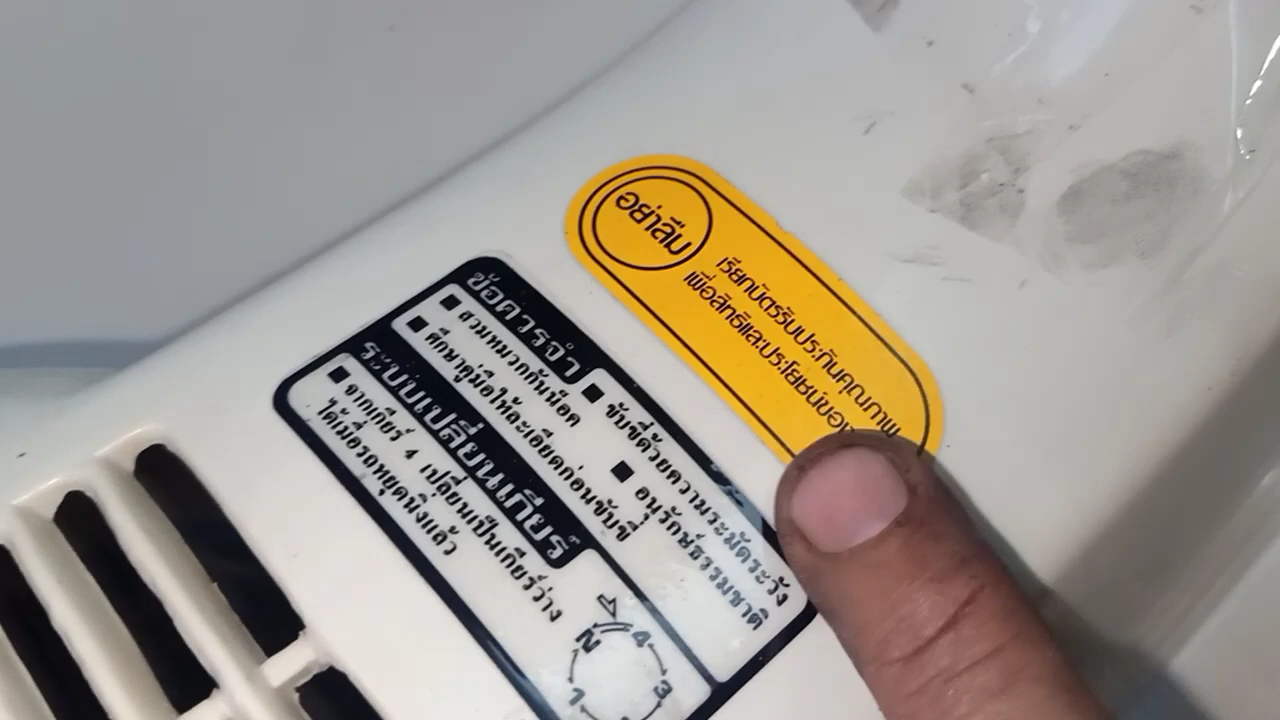 อย่าลืม
เรียกบัตรรับประกันคุณภาพ
เพื่อสิทธิและประโยชน์ของ
ข้อควรจำ
■ สวมหมวกกันน็อค
■ ขับขี่ด้วยความระมัดระวัง
■ ศึกษาคู่มือให้ละเอียดก่อนขับขี่
■ อนุรักษ์ธรรมชาติ
ระบบเปลี่ยนเกียร์
■ จากเกียร์ 4 เปลี่ยนเป็นเกียร์ว่าง
ได้เมื่อรถหยุดนิ่งแล้ว
2 4
1 3